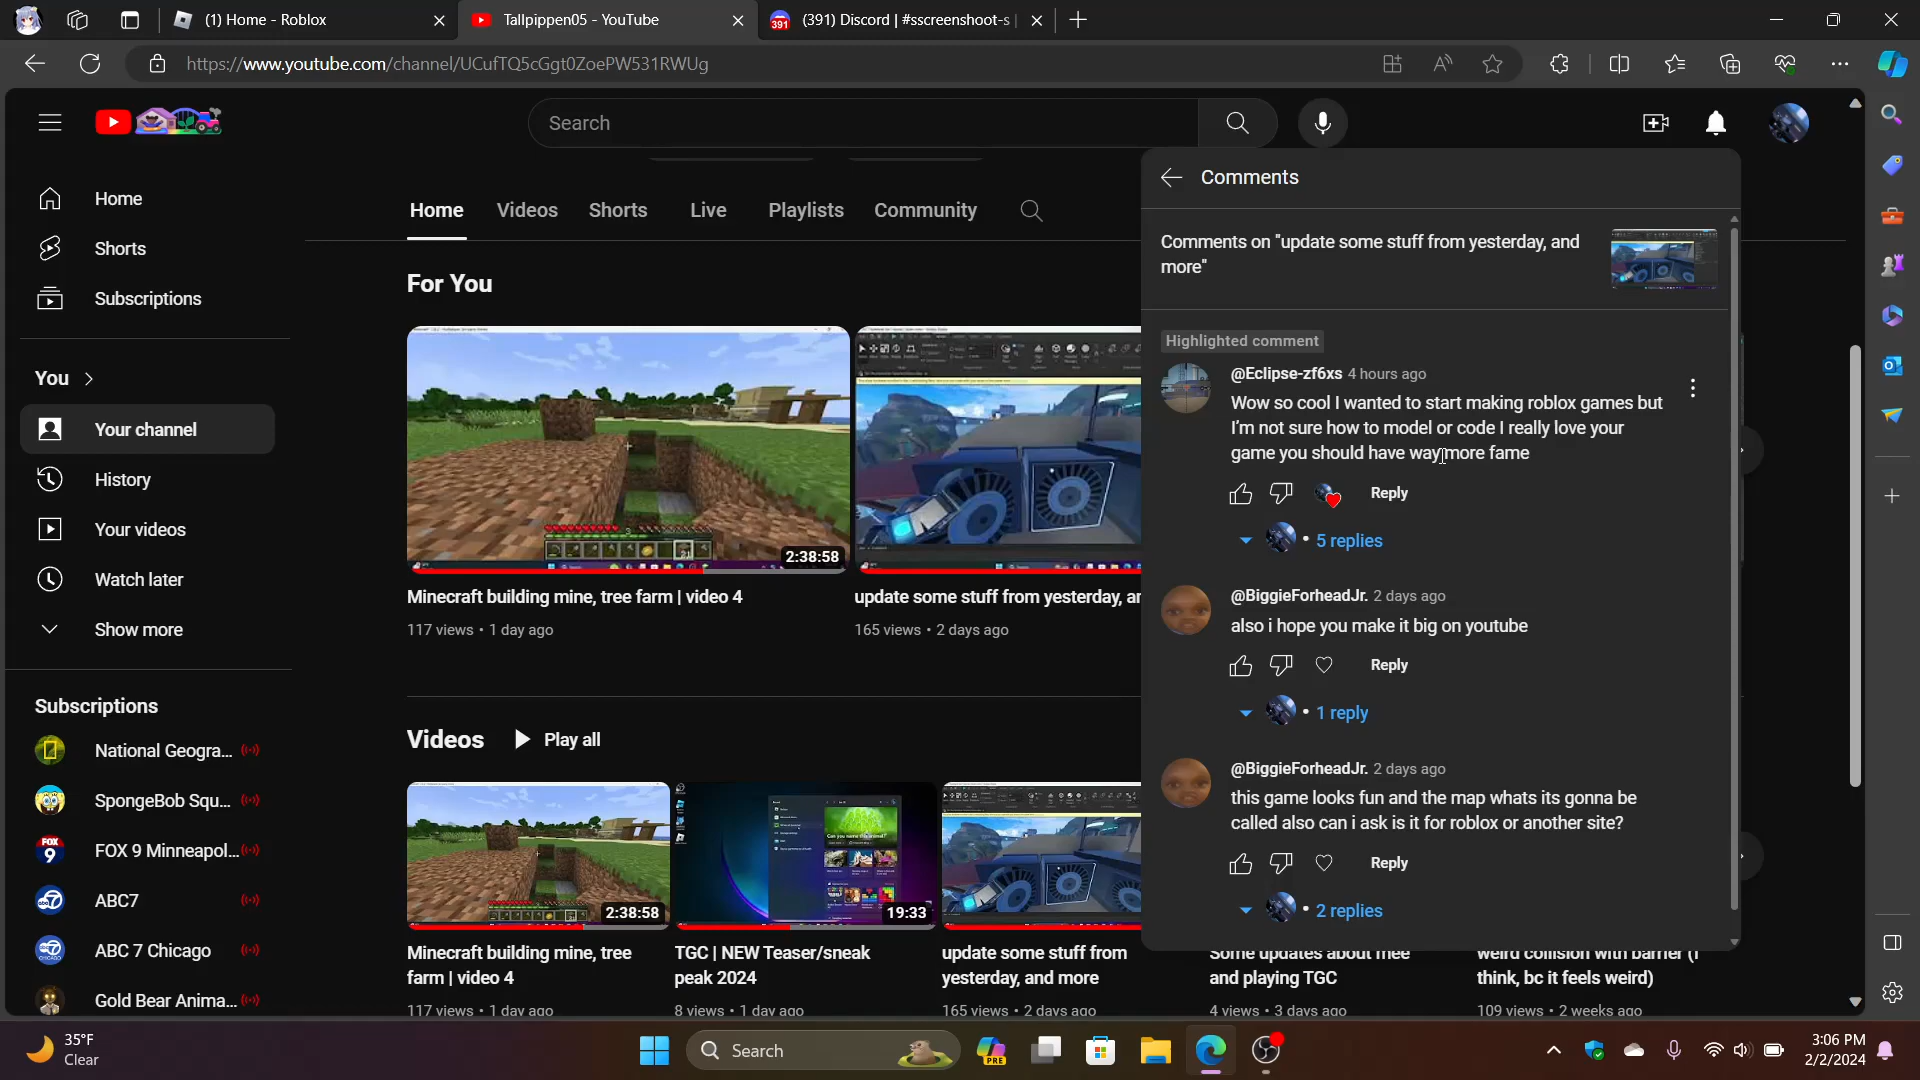 (1) Home - Roblox
Tallpippen05 - YouTube
391
(391) Discord | #sscreenshoot-s
https://www.youtube.com/channel/UCufTQ5cGgt0ZoePW531RWUg
Search
Home
Shorts
Subscriptions
You
Your channel
History
Your videos
Watch later
Show more
Subscriptions
National Geogra...
SpongeBob Squ...
FOX 9 Minneapol...
ABC7
ABC 7 Chicago
Gold Bear Anima...
Home
Videos
Shorts
Live
Playlists
Community
For You
2:38:58
Minecraft building mine, tree farm | video 4
117 views • 1 day ago
update some stuff from yesterday, ar
165 views • 2 days ago
Videos
Play all
2:38:58
Minecraft building mine, tree
farm | video 4
117 views • 1 day ago
19:33
TGC | NEW Teaser/sneak
peak 2024
8 views • 1 day ago
update some stuff from
yesterday, and more
165 views • 2 days ago
Some updates about mee
and playing TGC
4 views • 3 days ago
weird collision with barrier (I
think, bc it feels weird)
109 views • 2 weeks ago
Comments
Comments on "update some stuff from yesterday, and
more"
Highlighted comment
@Eclipse-zf6xs 4 hours ago
Wow so cool I wanted to start making roblox games but
I'm not sure how to model or code I really love your
game you should have way more fame
Reply
• 5 replies
@BiggieForheadJr. 2 days ago
also i hope you make it big on youtube
Reply
• 1 reply
@BiggieForheadJr. 2 days ago
this game looks fun and the map whats its gonna be
called also can i ask is it for roblox or another site?
Reply
• 2 replies
35°F
Clear
Search
PRE
3:06 PM
2/2/2024